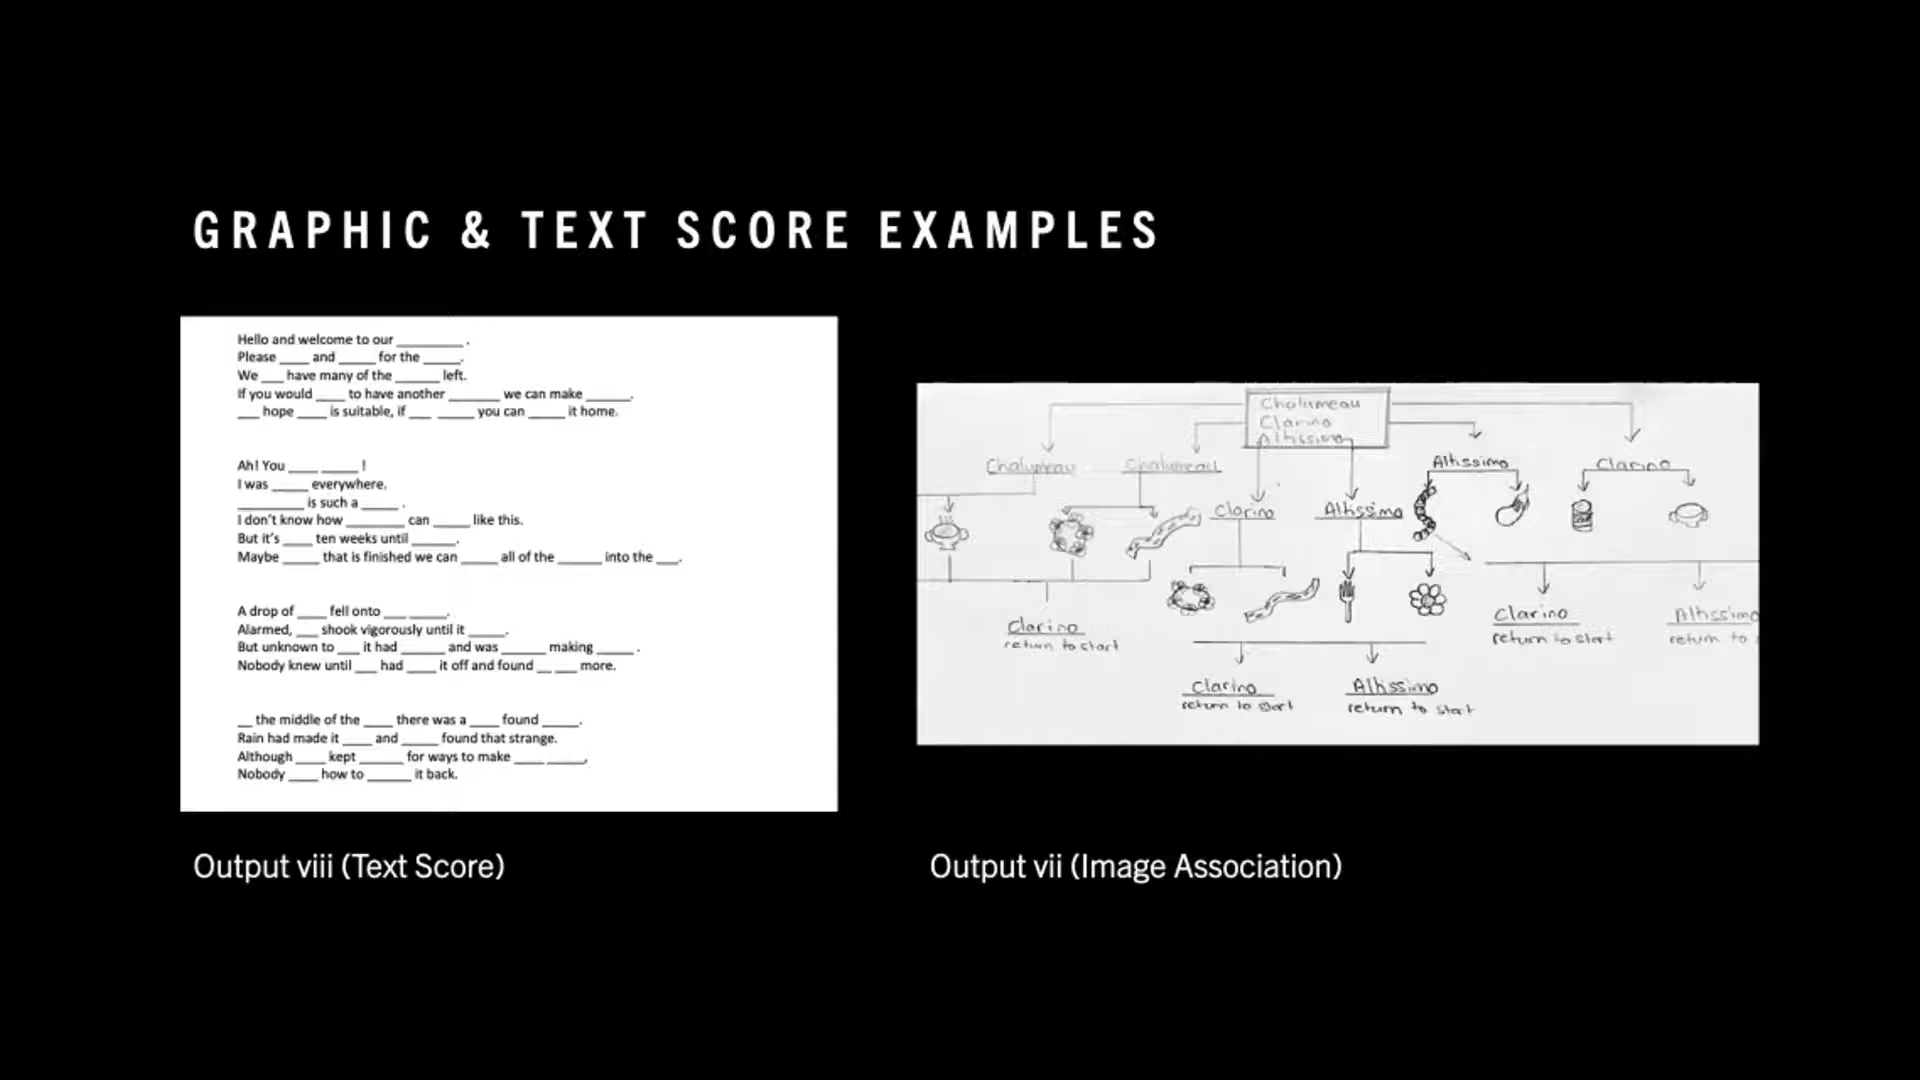 GRAPHIC & TEXT SCORE EXAMPLES
Hello and welcome to our _________ .
Please ____ and _____ for the _____.
We ___ have many of the ______ left.
If you would ____ to have another _______ we can make ______.
___ hope ____ is suitable, if ___ _____ you can _____ it home.
Ah! You ____ _____ !
I was _____ everywhere.
_________ is such a _____ .
I don't know how ________ can _____ like this.
But it's ____ ten weeks until ______.
Maybe _____ that is finished we can _____ all of the ______ into the ___.
A drop of ____ fell onto ___ ____.
Alarmed, ___ shook vigorously until it _____.
But unknown to ___ it had ______ and was ______ making _____ .
Nobody knew until ___ had ____ it off and found __ ___ more.
__ the middle of the ____ there was a ____ found _____.
Rain had made it ____ and _____ found that strange.
Although ____ kept ______ for ways to make ____ _____,
Nobody ____ how to ______ it back.
Output viii (Text Score)
Chalumeau
Clarino
Altissimo
Chalumeau
Chalumeau
Altissimo
Clarino
Clarino
Altissimo
Clarino
return to start
Clarino
return to start
Altissimo
return to start
Clarino
return to start
Altissimo
return to
Output vii (Image Association)